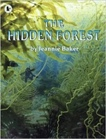 THE
HIDDEN FOREST
by Jeannie Baker